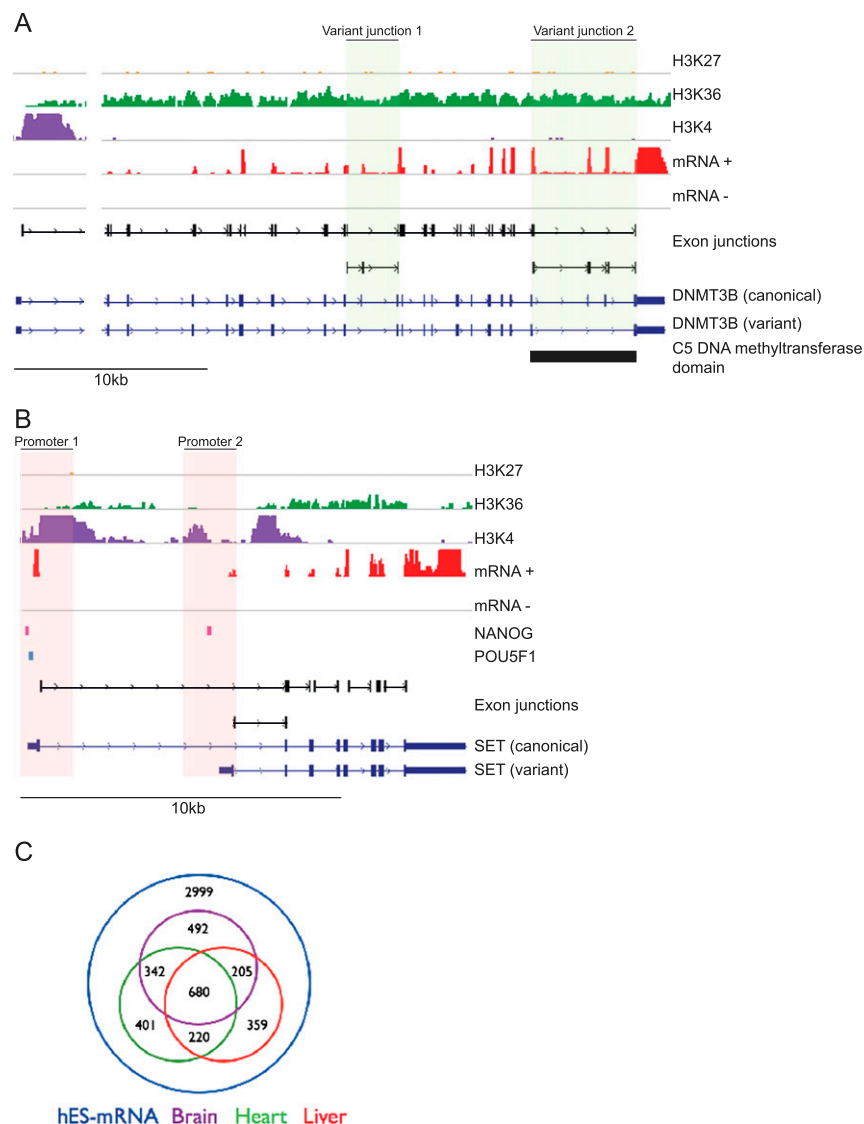 A
Variant junction 1
Variant junction 2
H3K27
H3K36
H3K4
mRNA +
mRNA -
Exon junctions
DNMT3B (canonical)
DNMT3B (variant)
C5 DNA methyltransferase
domain
10kb
B
Promoter 1
Promoter 2
H3K27
H3K36
H3K4
mRNA +
mRNA -
NANOG
POU5F1
Exon junctions
SET (canonical)
SET (variant)
10kb
C
2999
492
342
205
680
401
359
220
hES-mRNA Brain Heart Liver